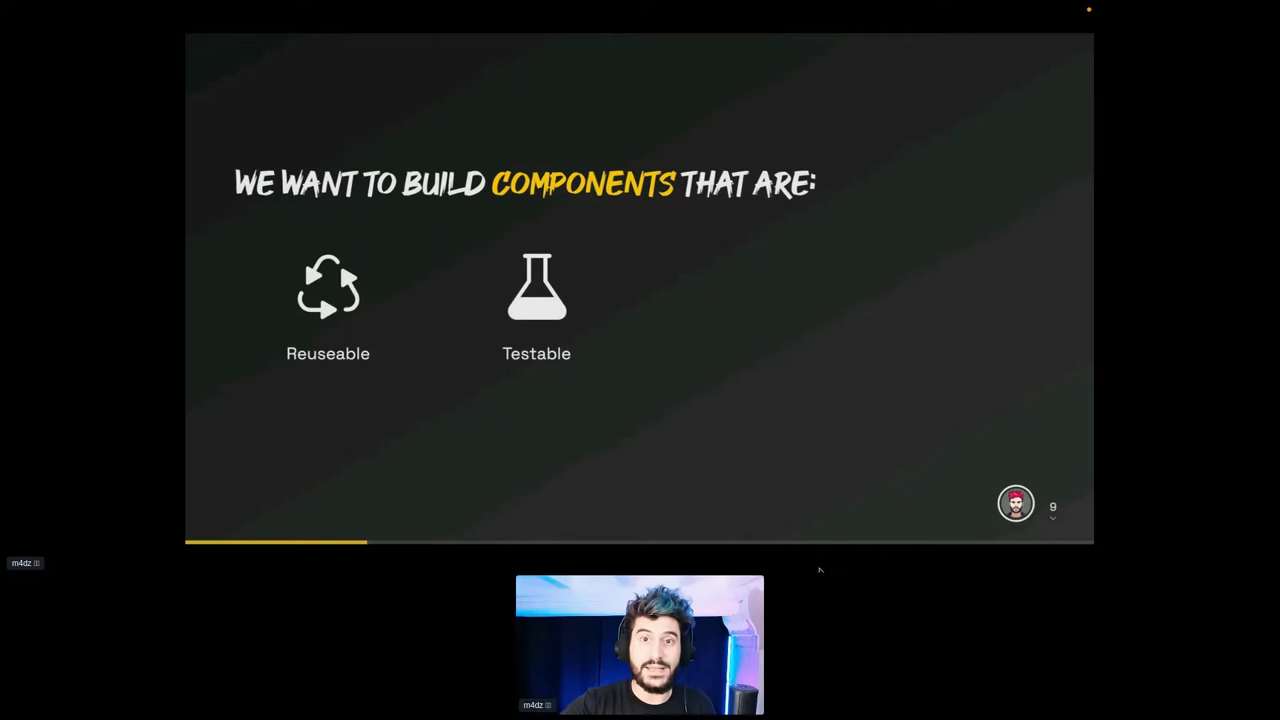 WE WANT TO BUILD COMPONENTS THAT ARE:
Reuseable
Testable
9
m4dz
m4dz